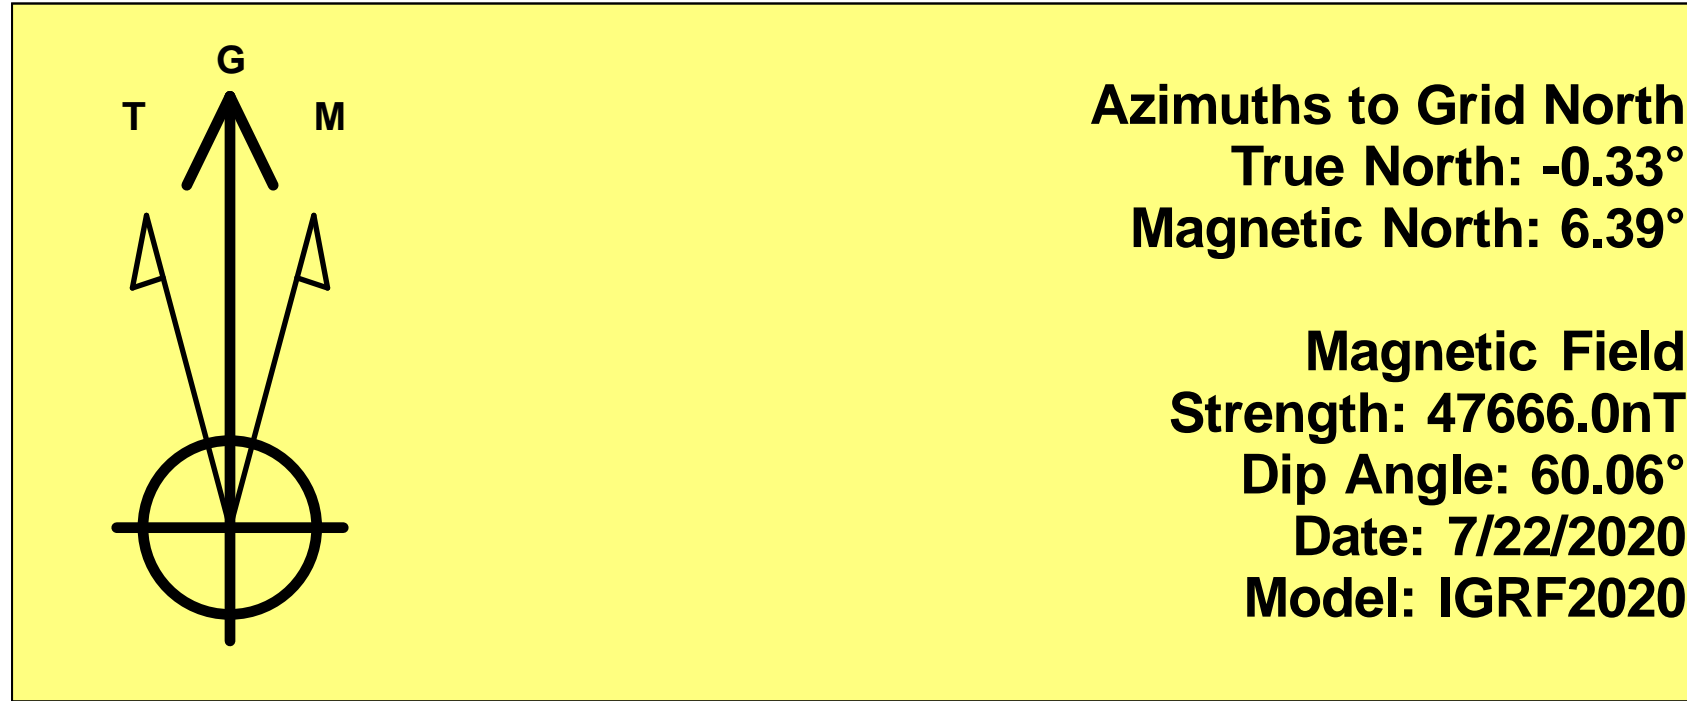 G
T M
Azimuths to Grid North
True North: -0.33°
Magnetic North: 6.39°
Magnetic Field
Strength: 47666.0nT
Dip Angle: 60.06°
Date: 7/22/2020
Model: IGRF2020